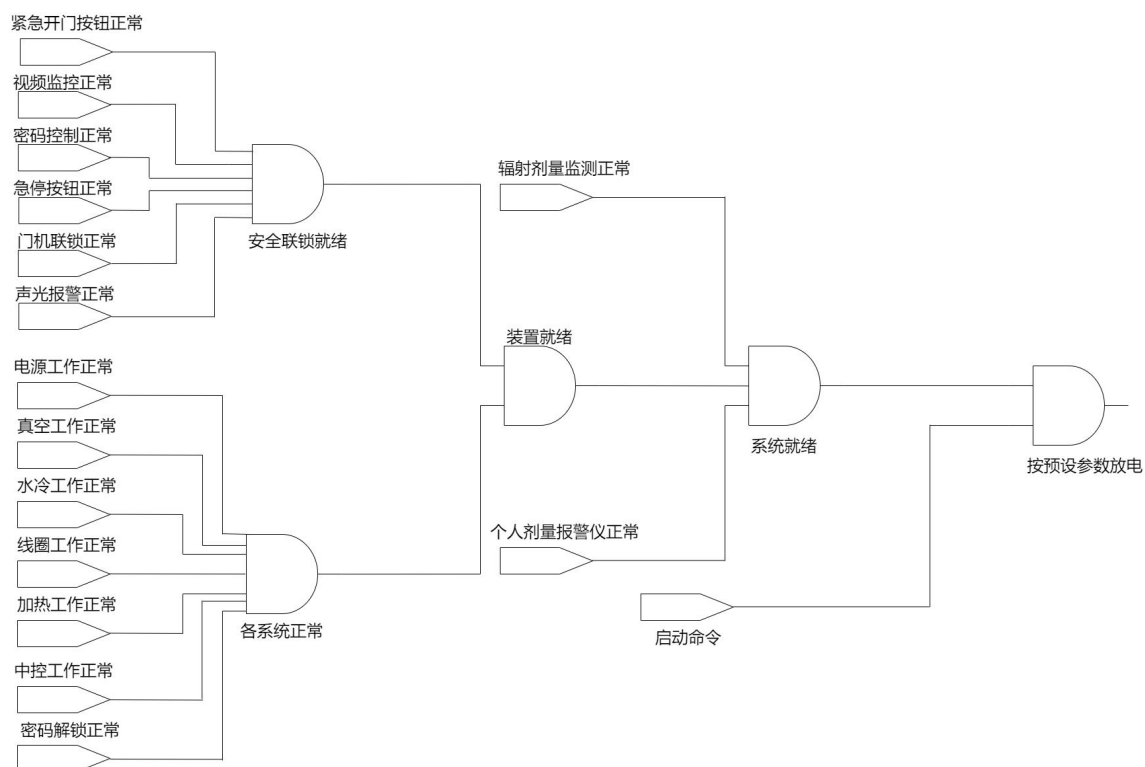 紧急开门按钮正常
视频监控正常
密码控制正常
急停按钮正常
门机联锁正常
声光报警正常
安全联锁就绪
电源工作正常
真空工作正常
水冷工作正常
线圈工作正常
加热工作正常
中控工作正常
密码解锁正常
各系统正常
装置就绪
辐射剂量监测正常
个人剂量报警仪正常
系统就绪
启动命令
按预设参数放电